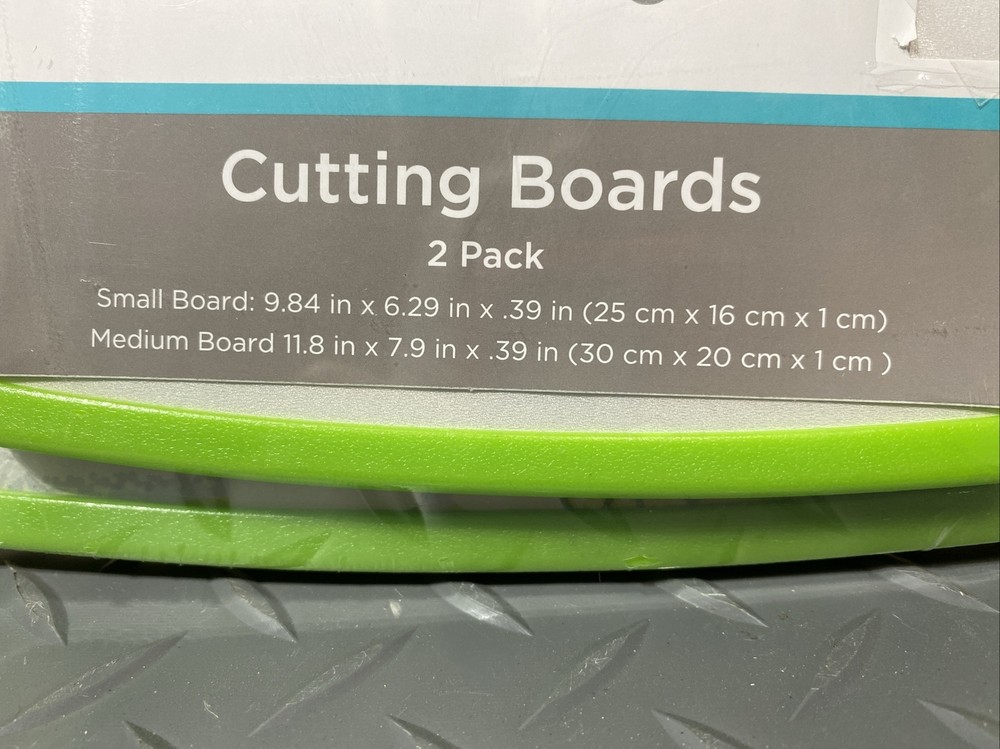 Cutting Boards
2 Pack
Small Board: 9.84 in x 6.29 in x .39 in (25 cm x 16 cm x 1 cm)
Medium Board 11.8 in x 7.9 in x .39 in (30 cm x 20 cm x 1 cm )